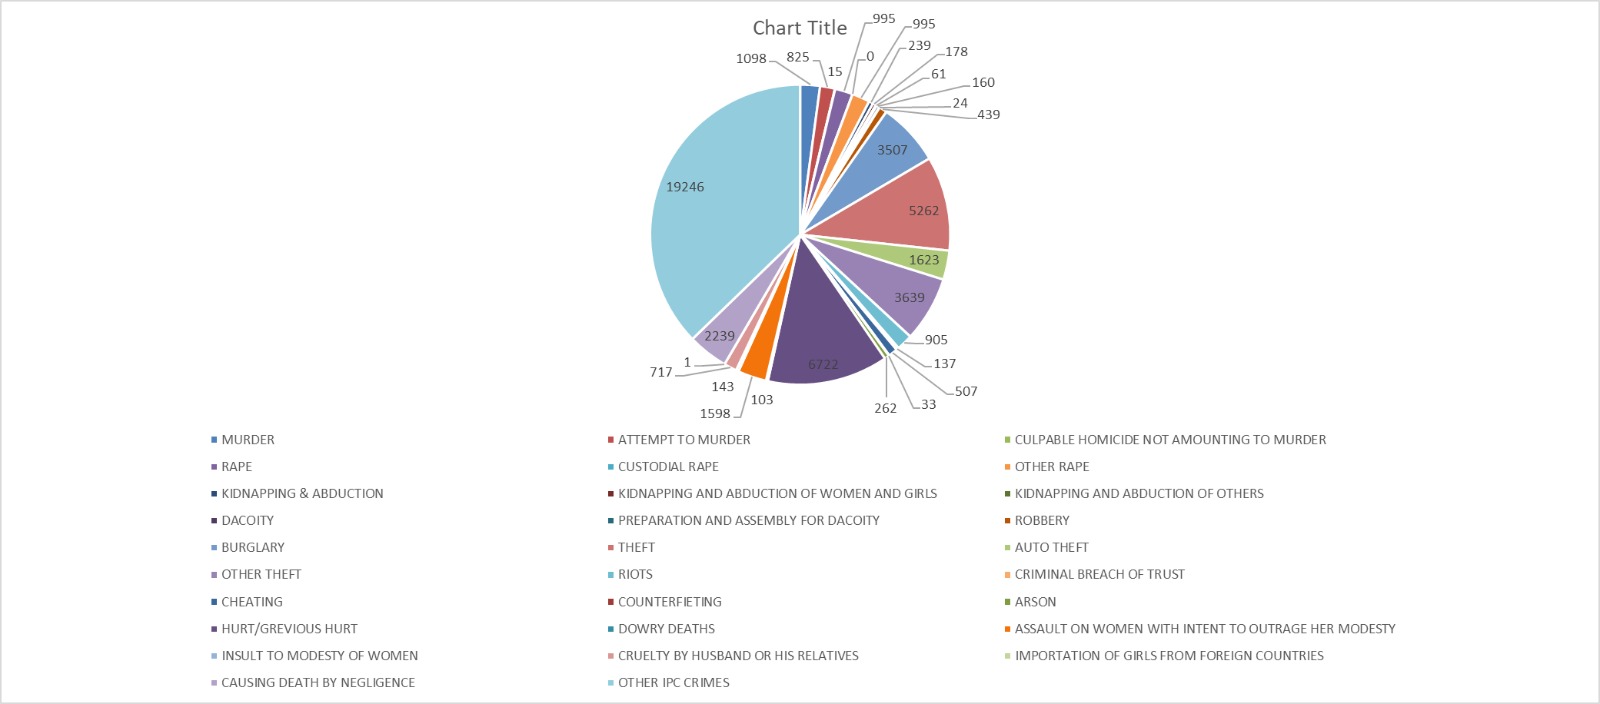 Chart Title
1098
825
15
995
0
995
239
178
61
160
24
439
3507
5262
1623
3639
905
137
507
33
262
6722
103
1598
143
717
1
2239
19246
MURDER
ATTEMPT TO MURDER
CULPABLE HOMICIDE NOT AMOUNTING TO MURDER
RAPE
CUSTODIAL RAPE
OTHER RAPE
KIDNAPPING & ABDUCTION
KIDNAPPING AND ABDUCTION OF WOMEN AND GIRLS
KIDNAPPING AND ABDUCTION OF OTHERS
DACOITY
PREPARATION AND ASSEMBLY FOR DACOITY
ROBBERY
BURGLARY
THEFT
AUTO THEFT
OTHER THEFT
RIOTS
CRIMINAL BREACH OF TRUST
CHEATING
COUNTERFIETING
ARSON
HURT/GREVIOUS HURT
DOWRY DEATHS
ASSAULT ON WOMEN WITH INTENT TO OUTRAGE HER MODESTY
INSULT TO MODESTY OF WOMEN
CRUELTY BY HUSBAND OR HIS RELATIVES
IMPORTATION OF GIRLS FROM FOREIGN COUNTRIES
CAUSING DEATH BY NEGLIGENCE
OTHER IPC CRIMES